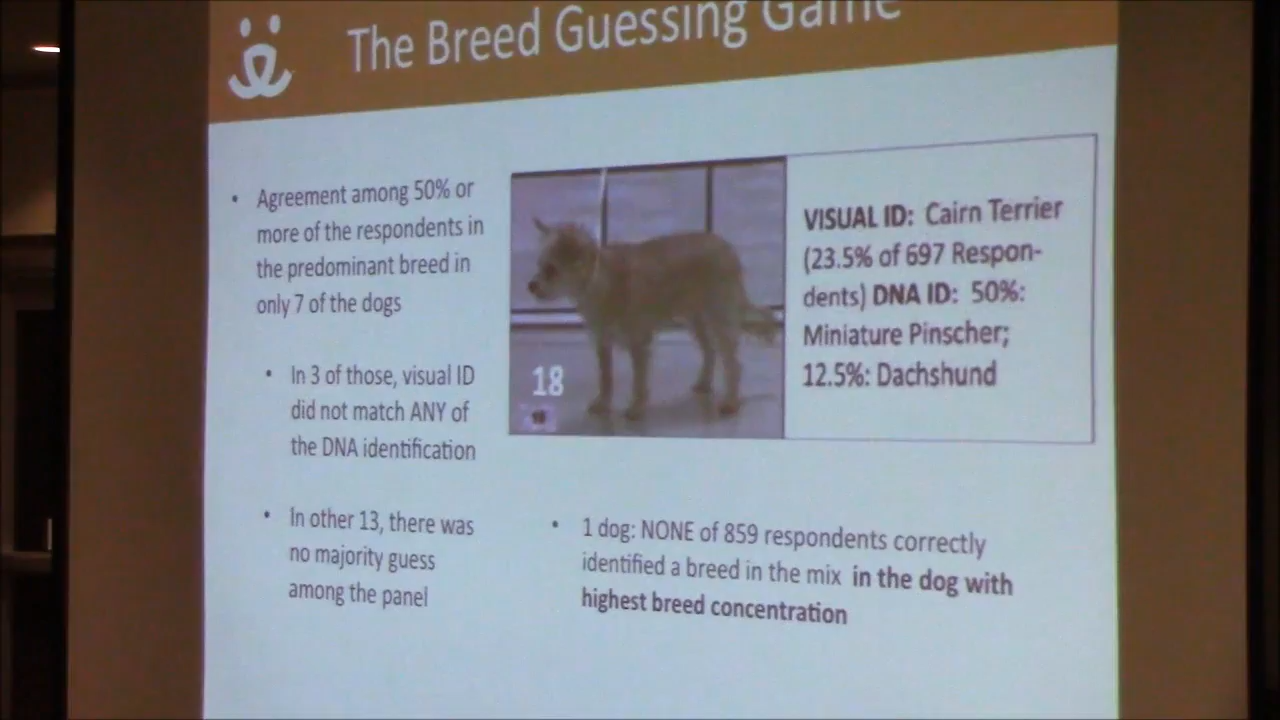 The Breed Guessing Game
• Agreement among 50% or
more of the respondents in
the predominant breed in
only 7 of the dogs
• In 3 of those, visual ID
did not match ANY of
the DNA identification
• In other 13, there was
no majority guess
among the panel
18
VISUAL ID: Cairn Terrier
(23.5% of 697 Respon-
dents) DNA ID: 50%:
Miniature Pinscher;
12.5%: Dachshund
• 1 dog: NONE of 859 respondents correctly
identified a breed in the mix in the dog with
highest breed concentration